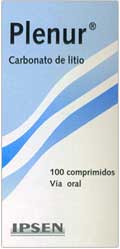 Plenur®
Carbonato de litio
100 comprimidos
Vía oral
IPSEN